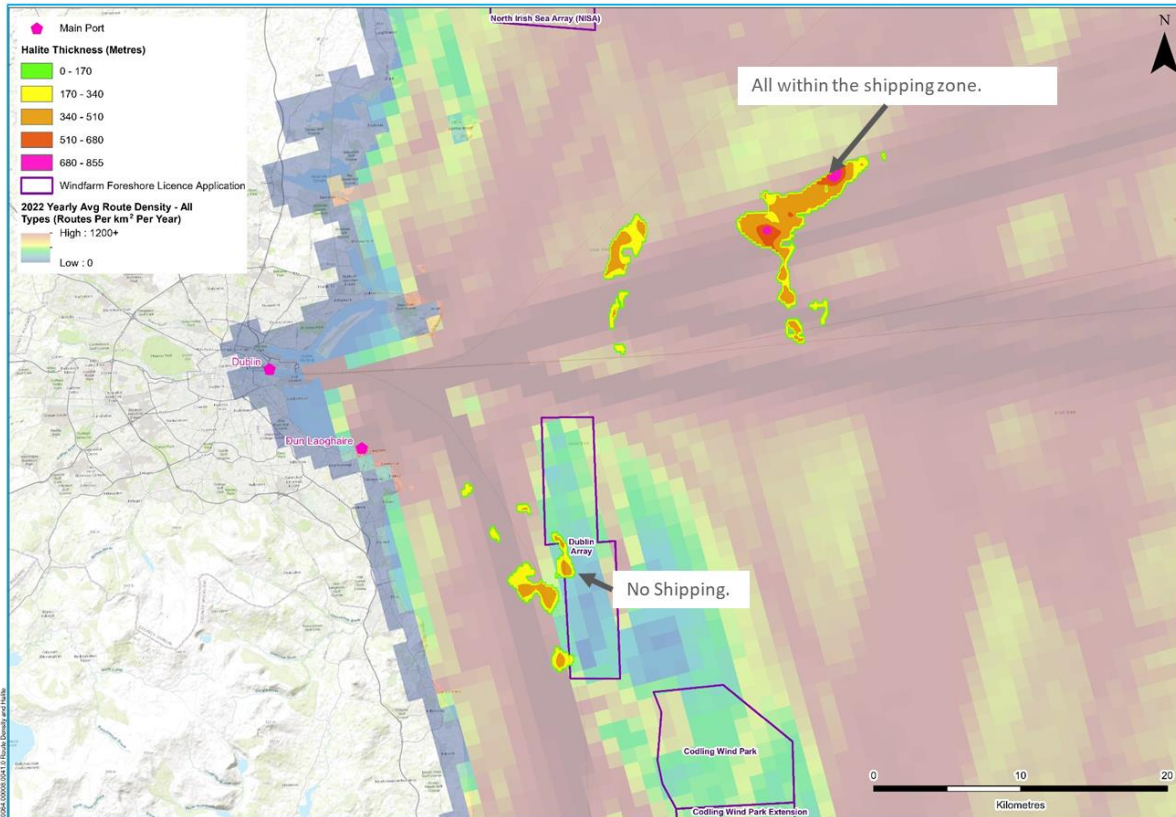 Main Port
Halite Thickness (Metres)
0 - 170
170 - 340
340 - 510
510 - 680
680 - 855
Windfarm Foreshore Licence Application
2022 Yearly Avg Route Density - All
Types (Routes Per km² Per Year)
High : 1200+
Low : 0
North Irish Sea Array (NISA)
N
All within the shipping zone.
Dublin
Dun Laoghaire
Dublin
Array
No Shipping.
Codling Wind Park
Codling Wind Park Extension
0
10
20
Kilometres